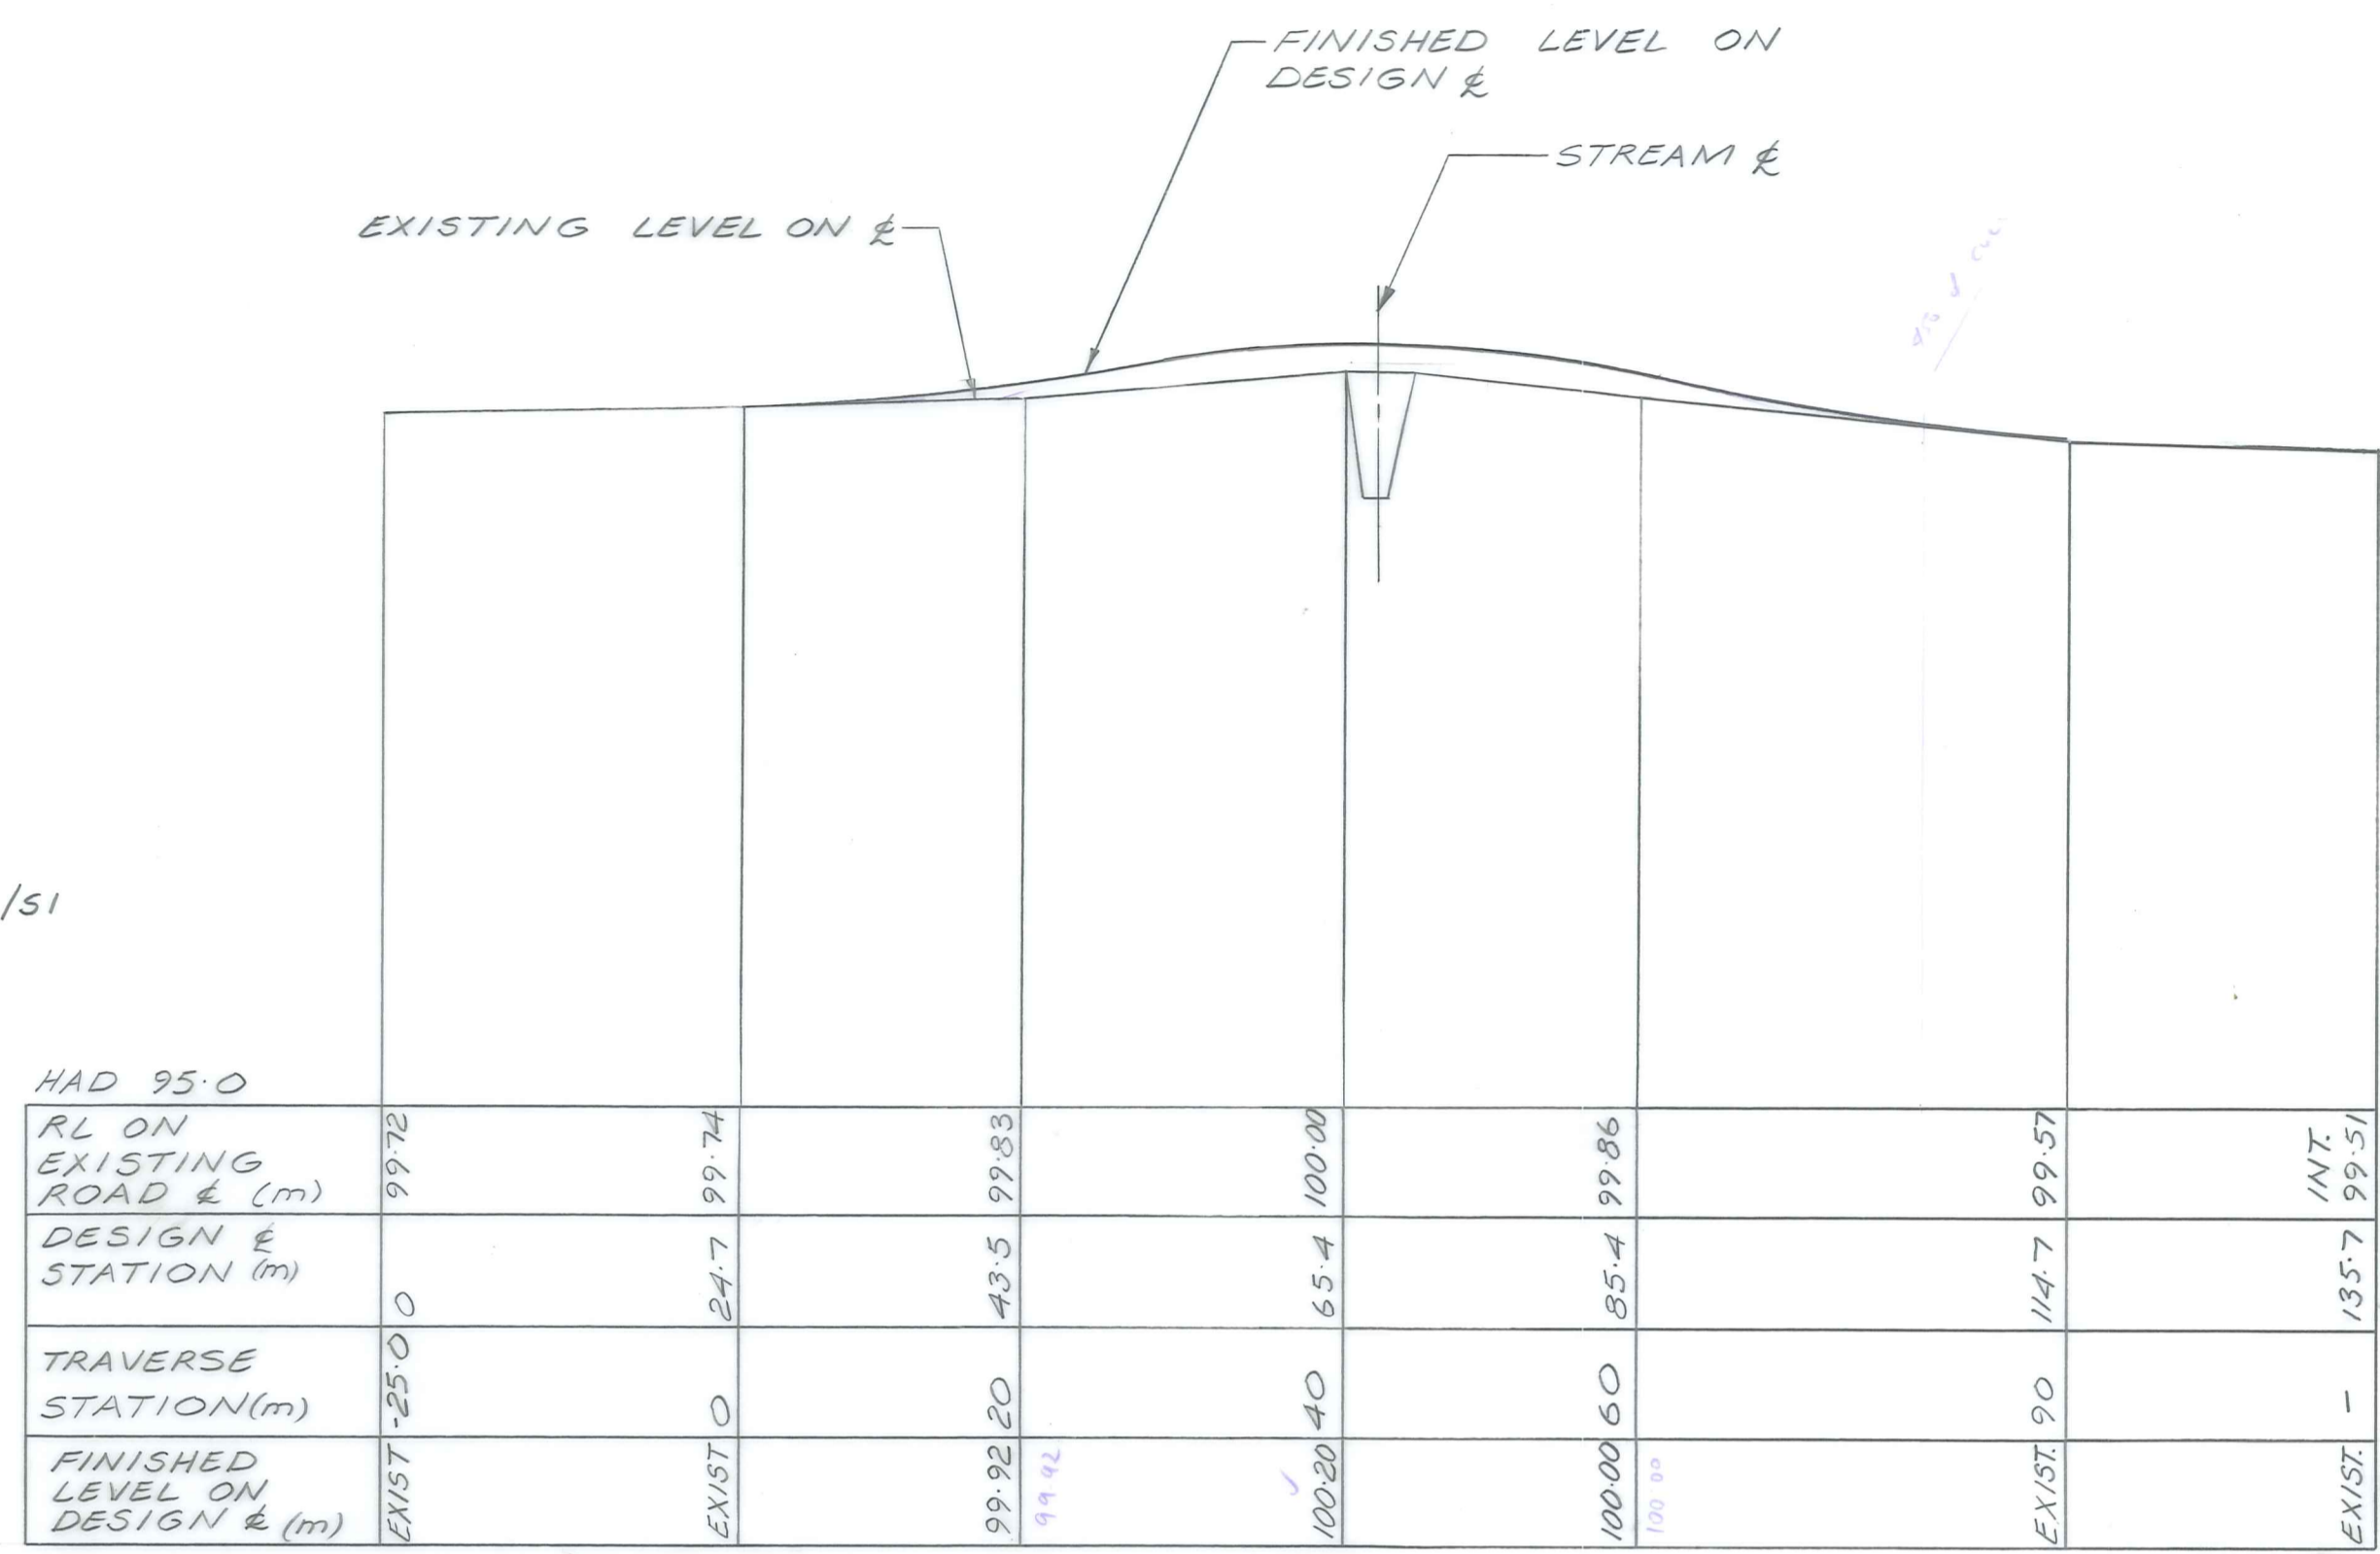 FINISHED LEVEL ON
DESIGN ℄
STREAM ℄
EXISTING LEVEL ON ℄
/51
HAD 95.0
RL ON
EXISTING
ROAD ℄ (m)
99.72
99.74
99.83
100.00
99.86
99.57
INT.
99.51
DESIGN ℄
STATION (m)
0
24.7
43.5
65.4
85.4
114.7
135.7
TRAVERSE
STATION(m)
-25.0
0
20
40
60
90
-
FINISHED
LEVEL ON
DESIGN ℄ (m)
EXIST
EXIST
99.92
99.92
100.20
100.00
100.00
EXIST.
EXIST.